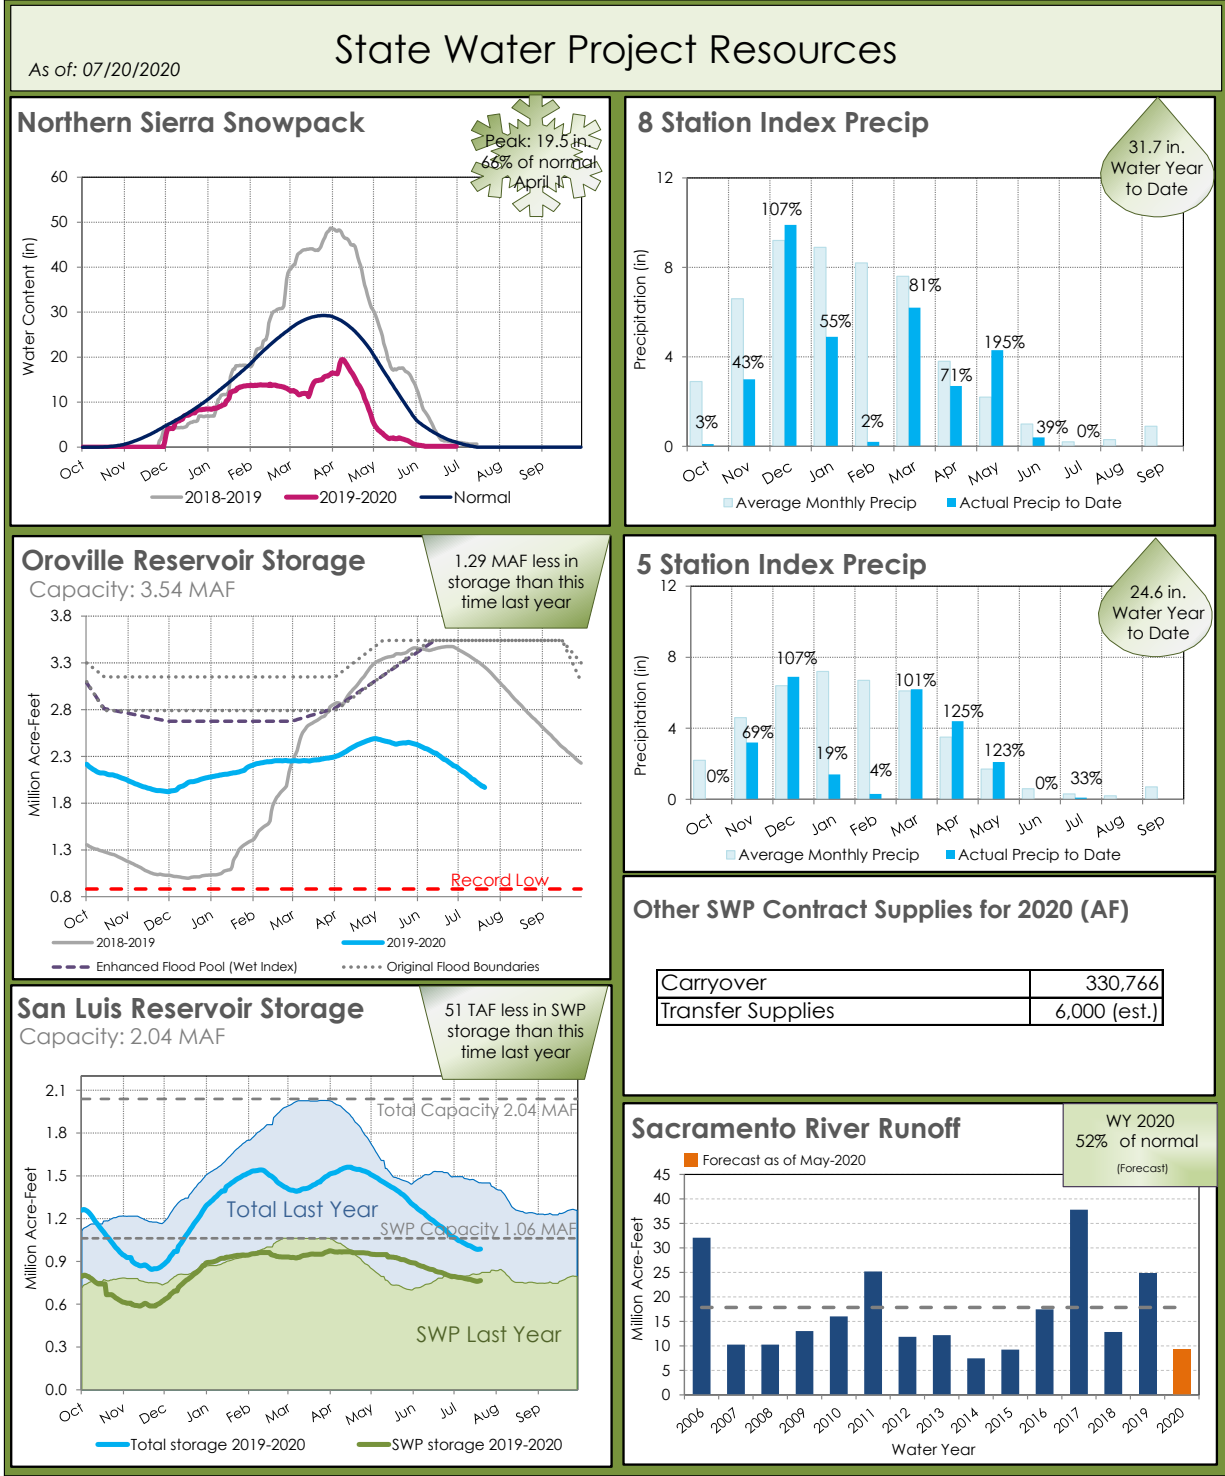 State Water Project Resources
As of: 07/20/2020
Northern Sierra Snowpack
Peak: 19.5 in.
66% of normal
April 1
Water Content (in)
60
50
40
30
20
10
0
Oct Nov Dec Jan Feb Mar Apr May Jun Jul Aug Sep
2018-2019 2019-2020 Normal
8 Station Index Precip
31.7 in.
Water Year
to Date
Precipitation (in)
12
8
4
0
3% 43% 107% 55% 2% 81% 71% 195% 39% 0%
Oct Nov Dec Jan Feb Mar Apr May Jun Jul Aug Sep
Average Monthly Precip Actual Precip to Date
Oroville Reservoir Storage
Capacity: 3.54 MAF
1.29 MAF less in
storage than this
time last year
Million Acre-Feet
3.8
3.3
2.8
2.3
1.8
1.3
0.8
Record Low
Oct Nov Dec Jan Feb Mar Apr May Jun Jul Aug Sep
2018-2019 2019-2020
Enhanced Flood Pool (Wet Index) Original Flood Boundaries
5 Station Index Precip
24.6 in.
Water Year
to Date
Precipitation (in)
12
8
4
0
0% 69% 107% 19% 4% 101% 125% 123% 0% 33%
Oct Nov Dec Jan Feb Mar Apr May Jun Jul Aug Sep
Average Monthly Precip Actual Precip to Date
Other SWP Contract Supplies for 2020 (AF)
Carryover 330,766
Transfer Supplies 6,000 (est.)
San Luis Reservoir Storage
Capacity: 2.04 MAF
51 TAF less in SWP
storage than this
time last year
Million Acre-Feet
2.1
1.8
1.5
1.2
0.9
0.6
0.3
0.0
Total Capacity 2.04 MAF
Total Last Year
SWP Capacity 1.06 MAF
SWP Last Year
Oct Nov Dec Jan Feb Mar Apr May Jun Jul Aug Sep
Total storage 2019-2020 SWP storage 2019-2020
Sacramento River Runoff
WY 2020
52% of normal
(Forecast)
Forecast as of May-2020
Million Acre-Feet
45
40
35
30
25
20
15
10
5
0
2006 2007 2008 2009 2010 2011 2012 2013 2014 2015 2016 2017 2018 2019 2020
Water Year